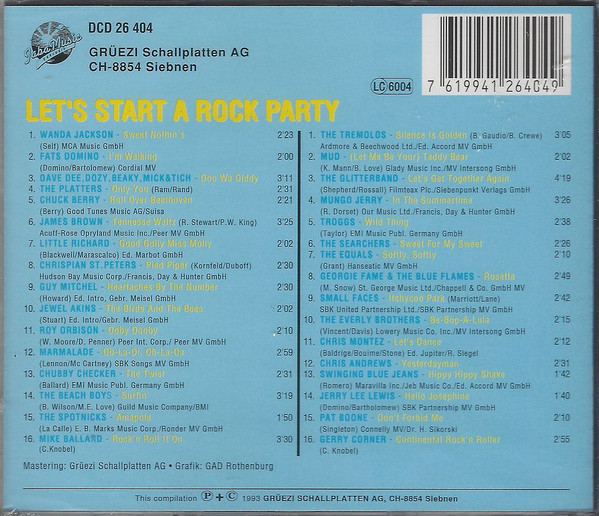 Jaba Music
DCD 26 404
GRÜEZI Schallplatten AG
CH-8854 Siebnen
LC 6004
7 619941 264049
LET'S START A ROCK PARTY
1. WANDA JACKSON - Sweet Nothin's 2'23
(Self) MCA Music GmbH
2. FATS DOMINO - I'm Walking 2'00
(Domino/Bartolomew) Cordial MV
3. DAVE DEE, DOZY, BEAKY, MICK&TICH - Ooo Wa Diddy 3'11
4. THE PLATTERS - Only You (Ram/Rand) 2'31
5. CHUCK BERRY - Roll Over Beethoven 2'21
(Berry) Good Tunes Music AG/Suisa
6. JAMES BROWN - Tennesse Waltz (R. Stewart/P.W. King) 3'25
Acuff-Rose Opryland Music Inc./Peer MV GmbH
7. LITTLE RICHARD - Good Golly Miss Molly 2'02
(Blackwell/Marascalco) Ed. Marbot GmbH
8. CHRISPIAN ST. PETERS - Pied Piper (Kornfeld/Duboff) 2'30
Hudson Bay Music Corp./Francis, Day & Hunter GmbH
9. GUY MITCHEL - Heartaches By The Number 2'30
(Howard) Ed. Intro, Gebr. Meisel GmbH
10. JEWEL AKINS - The Birds And The Bees 2'02
(Stuart) Ed. Intro/Gebr. Meisel GmbH
11. ROY ORBISON - Ooby Dooby 2'10
(W. Moore/D. Penner) Peer Int. Corp./ Peer MV GmbH
12. MARMALADE - Ob-La-Di, Ob-La-Da 2'59
(Lennon/Mc Cartney) SBK Songs MV GmbH
13. CHUBBY CHECKER - The Twist 2'31
(Ballard) EMI Music Publ. Germany GmbH
14. THE BEACH BOYS - Surfin 3'19
(B. Wilson/M.E. Love) Guild Music Company/BMI
15. THE SPOTNICKS - Amapola 1'50
(La Calle) E. B. Marks Music Corp./Ronder MV GmbH
16. MIKE BALLARD - Rock'n Roll It On 3'30
(C.Knobel)
1. THE TREMOLOS - Silence Is Golden (B. Gaudio/B. Crewe) 3'05
Ardmore & Beechword Ltd./Ed. Accord MV GmbH
2. MUD - (Let Me Be Your) Teddy Bear 2'02
(K. Mann/B. Love) Glady Music Inc./MV Intersong GmbH
3. THE GLITTERBAND - Let's Get Together Again 4'19
(Shepherd/Rossall) Filmteax Plc/Siebenpunkt Verlags GmbH
4. MUNGO JERRY - In The Summertime 3'26
(R. Dorset) Our Music Ltd./Francis, Day & Hunter GmbH
5. TROGGS - Wild Thing 2'38
(Taylor) EMI Music Publ. Germany GmbH
6. THE SEARCHERS - Sweet For My Sweet 2'26
7. THE EQUALS - Softly, Softly 2'10
(Grant) Hanseatic MV GmbH
8. GEORGIE FAME & THE BLUE FLAMES - Rosetta 2'49
(M. Snow) St. George Music Ltd./Chappell & Co. GmbH MV
9. SMALL FACES - Itchycoo Park (Marriott/Lane) 2'42
SBK United Partnership Ltd./SBK Partnership MV GmbH
10. THE EVERLY BROTHERS - Be-Bop-A-Lula 2'15
(Vincent/Davis) Lowery Music Co. Inc./MV Intersong GmbH
11. CHRIS MONTEZ - Let's Dance 2'12
(Baldrige/Bouime/Stone) Ed. Jupiter/R. Siegel
12. CHRIS ANDREWS - Yesterdayman 2'31
13. SWINGING BLUE JEANS - Hippy Hippy Shake 1'42
(Romero) Maravilla Inc./Jeb Music Co./Ed. Accord MV GmbH
14. JERRY LEE LEWIS - Hello Josephine 1'40
(Domino/Bartholomew) SBK Partnership MV GmbH
15. PAT BOONE - Don't Forbid Me 2'10
(Singleton) Connelly MV/Dr. H. Sikorski
16. GERRY CORNER - Continental Rock'n Roller 2'55
(C. Knobel)
Mastering: Grüezi Schallplatten AG • Grafik: GAD Rothenburg
This compilation P + C 1993 GRÜEZI SCHALLPLATTEN AG, CH-8854 Siebnen